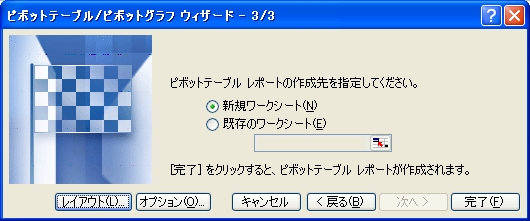 ピボットテーブル/ピボットグラフ ウィザード - 3/3
ピボットテーブル レポートの作成先を指定してください。
新規ワークシート(N)
既存のワークシート(E)
[完了] をクリックすると、ピボットテーブル レポートが作成されます。
レイアウト(L)... オプション(O)... キャンセル < 戻る(B) 次へ > 完了(F)